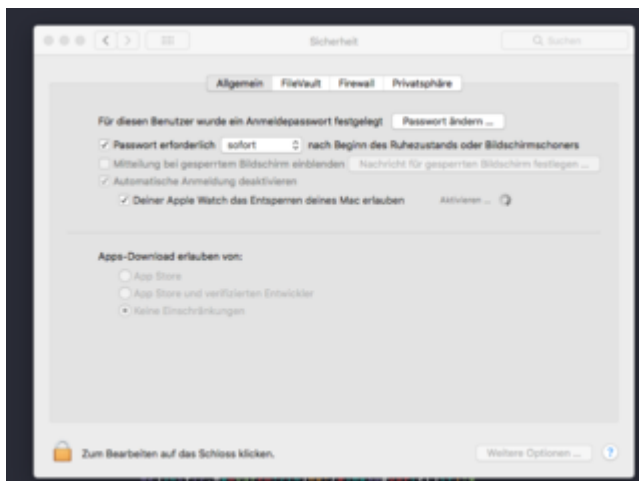 Sicherheit
Suchen
Allgemein FileVault Firewall Privatsphäre
Für diesen Benutzer wurde ein Anmeldepasswort festgelegt Passwort ändern ...
Passwort erforderlich sofort nach Beginn des Ruhezustands oder Bildschirmschoners
Mitteilung bei gesperrtem Bildschirm einblenden Nachricht für gesperrten Bildschirm festlegen ...
Automatische Anmeldung deaktivieren
Deiner Apple Watch das Entsperren deines Mac erlauben Aktivieren ...
Apps-Download erlauben von:
App Store
App Store und verifizierten Entwickler
Keine Einschränkungen
Zum Bearbeiten auf das Schloss klicken. Weitere Optionen ... ?